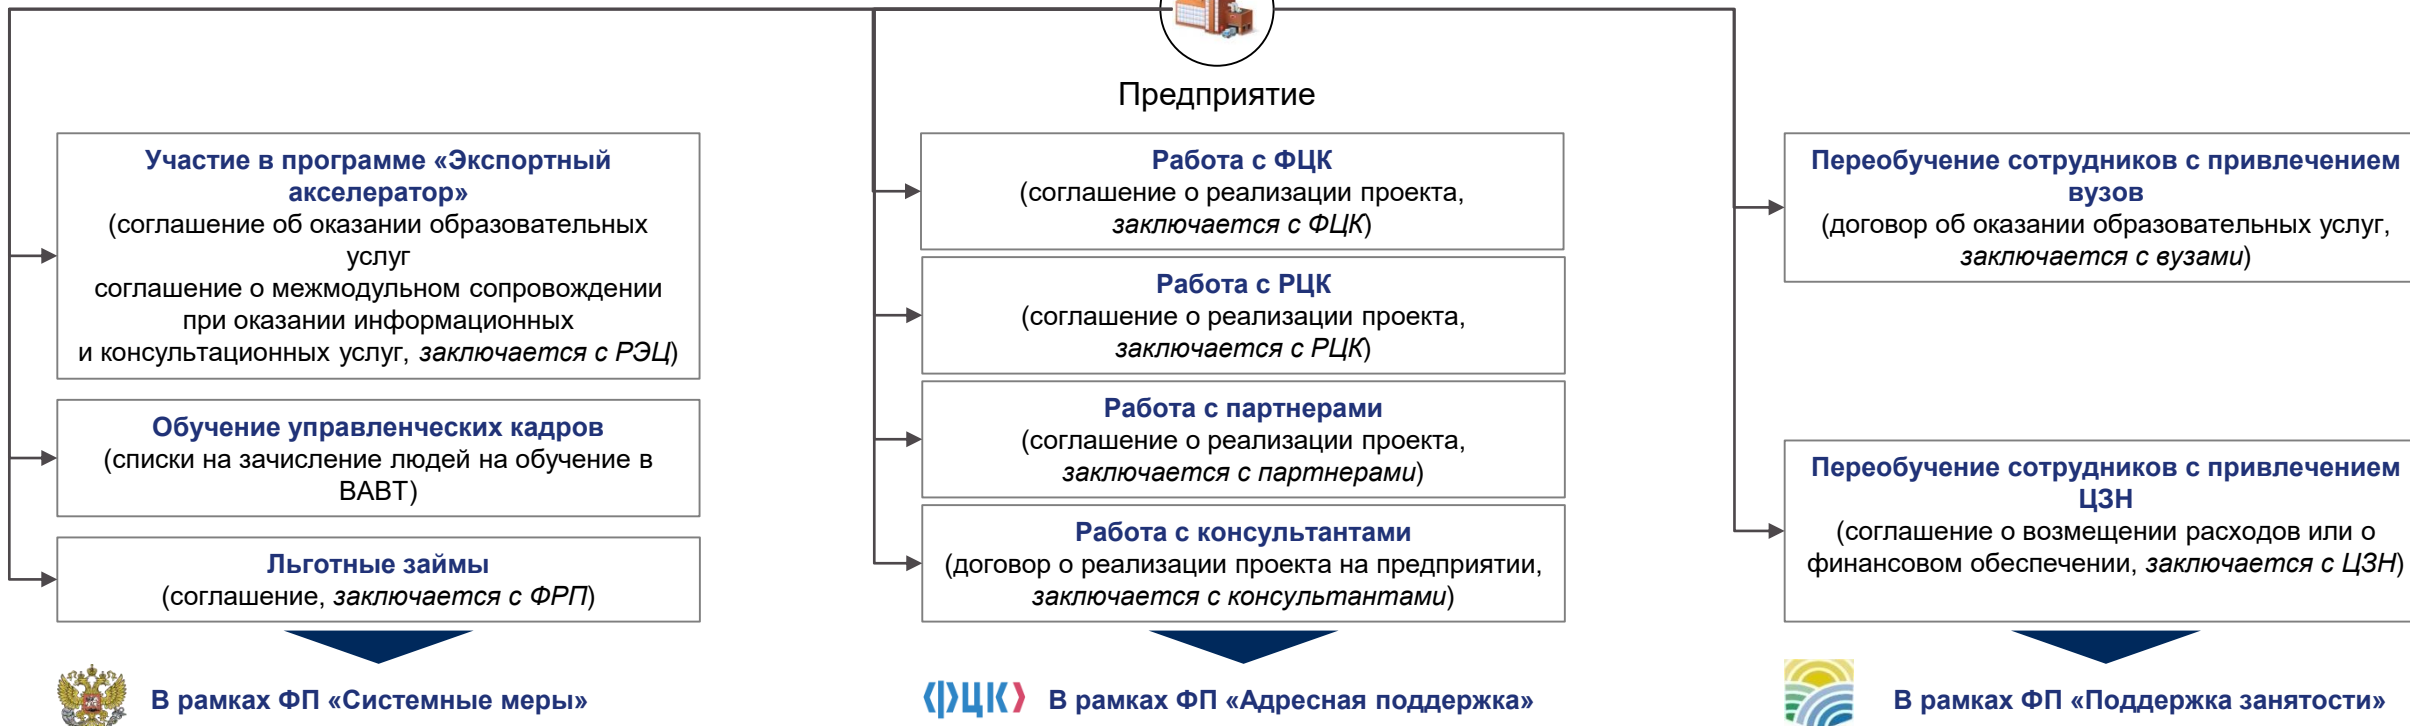 Предприятие
Участие в программе «Экспортный
акселератор»
(соглашение об оказании образовательных
услуг
соглашение о межмодульном сопровождении
при оказании информационных
и консультационных услуг, заключается с РЭЦ)
Обучение управленческих кадров
(списки на зачисление людей на обучение в
ВАВТ)
Льготные займы
(соглашение, заключается с ФРП)
В рамках ФП «Системные меры»
Работа с ФЦК
(соглашение о реализации проекта,
заключается с ФЦК)
Работа с РЦК
(соглашение о реализации проекта,
заключается с РЦК)
Работа с партнерами
(соглашение о реализации проекта,
заключается с партнерами)
Работа с консультантами
(договор о реализации проекта на предприятии,
заключается с консультантами)
ФЦК
В рамках ФП «Адресная поддержка»
Переобучение сотрудников с привлечением
вузов
(договор об оказании образовательных услуг,
заключается с вузами)
Переобучение сотрудников с привлечением
ЦЗН
(соглашение о возмещении расходов или о
финансовом обеспечении, заключается с ЦЗН)
В рамках ФП «Поддержка занятости»